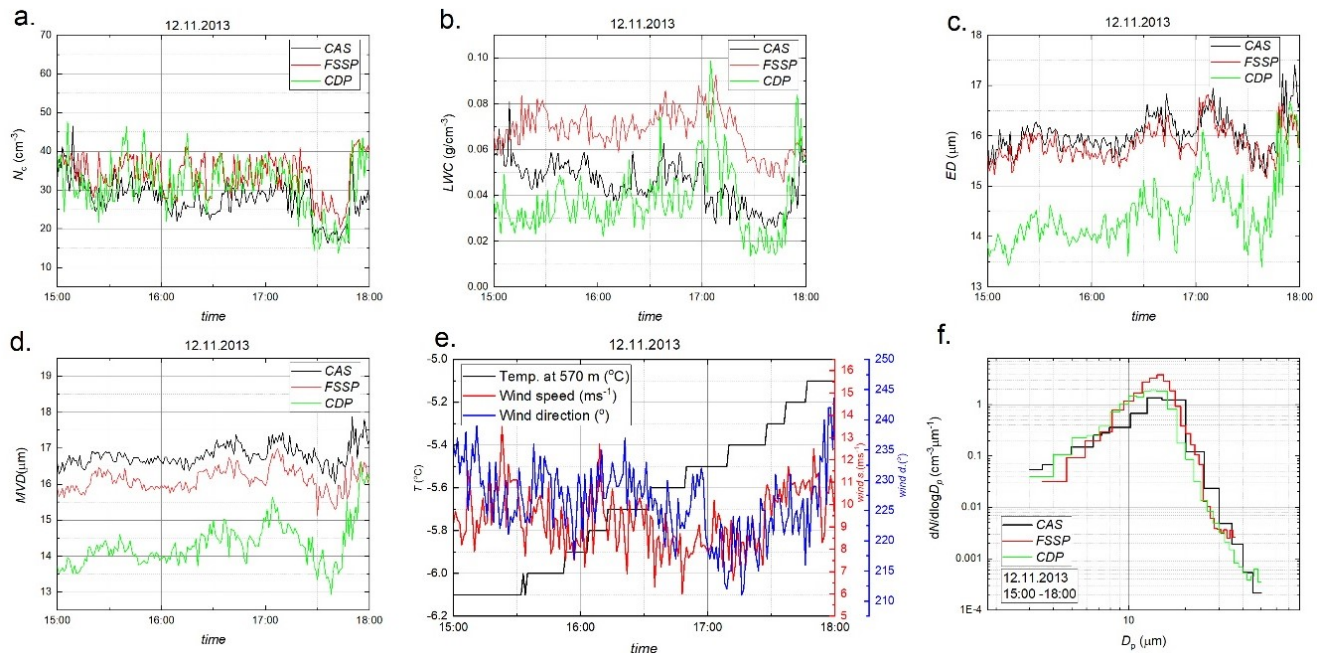 a.
12.11.2013
CAS
FSSP
CDP
70
60
50
40
30
20
10
N_c (cm⁻³)
15:00 16:00 17:00 18:00
time
b.
12.11.2013
CAS
FSSP
CDP
0.10
0.08
0.06
0.04
0.02
0.00
LWC (g/cm⁻³)
15:00 16:00 17:00 18:00
time
c.
12.11.2013
CAS
FSSP
CDP
18
17
16
15
14
13
ED (μm)
15:00 16:00 17:00 18:00
time
d.
12.11.2013
CAS
FSSP
CDP
19
18
17
16
15
14
13
MVD(μm)
15:00 16:00 17:00 18:00
time
e.
12.11.2013
Temp. at 570 m (°C)
Wind speed (ms⁻¹)
Wind direction (°)
-5.0
-5.2
-5.4
-5.6
-5.8
-6.0
-6.2
T (°C)
16
15
14
13
12
11
10
9
8
7
6
5
wind s.(ms⁻¹)
250
245
240
235
230
225
220
215
210
wind d.(°)
15:00 16:00 17:00 18:00
time
f.
1
0.1
0.01
0.001
1E-4
dN/dlogD_p (cm⁻³μm⁻¹)
CAS
FSSP
CDP
12.11.2013
15:00 -18:00
10
D_p (μm)